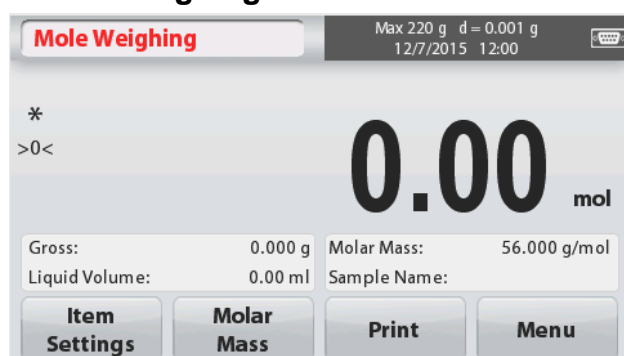 Mole Weighing
Max 220 g d = 0.001 g
12/7/2015 12:00
*
>0<
0.00 mol
Gross: 0.000 g
Liquid Volume: 0.00 ml
Molar Mass: 56.000 g/mol
Sample Name:
Item Settings
Molar Mass
Print
Menu